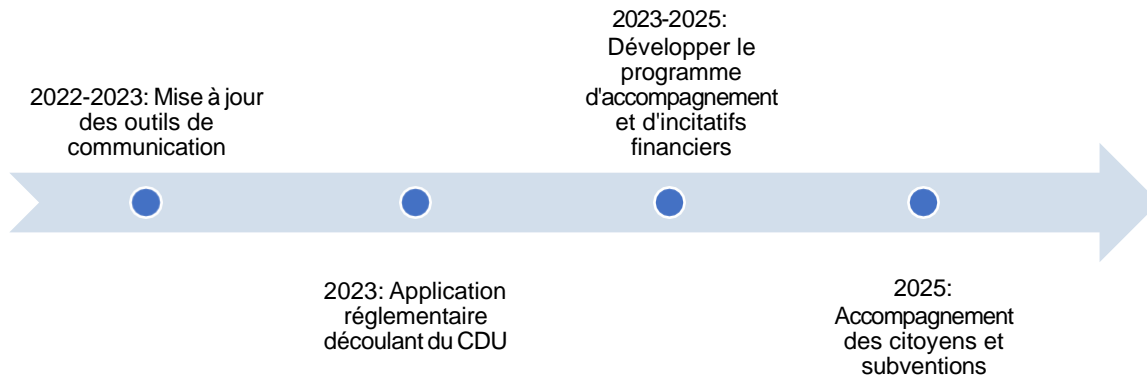 2022-2023: Mise à jour
des outils de
communication
2023: Application
réglementaire
découlant du CDU
2023-2025:
Développer le
programme
d'accompagnement
et d'incitatifs
financiers
2025:
Accompagnement
des citoyens et
subventions